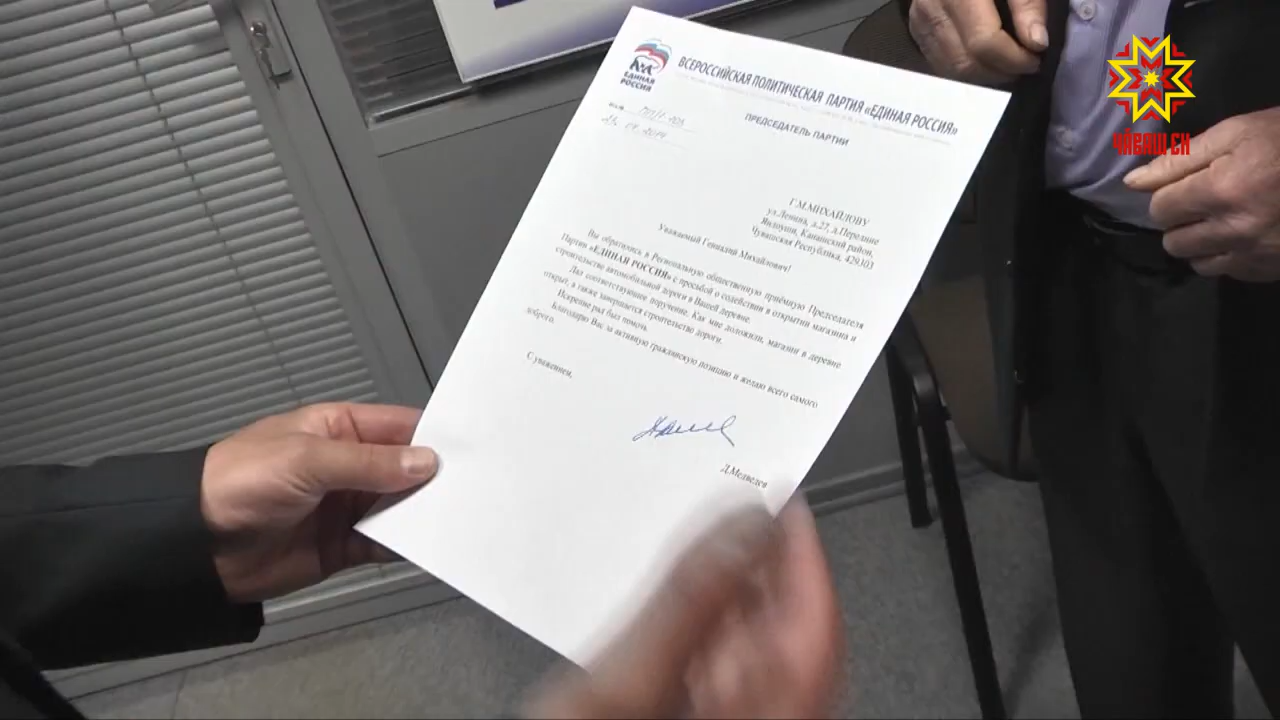 ЕДИНАЯ
РОССИЯ
ВСЕРОССИЙСКАЯ ПОЛИТИЧЕСКАЯ ПАРТИЯ «ЕДИНАЯ РОССИЯ»
ПРЕДСЕДАТЕЛЬ ПАРТИИ
ЧӐВАШ ЕН
Г.М.МИХАЙЛОВУ
ул.Ленина, д.27, д.Передние
Яндоуши, Канашский район,
Чувашская Республика, 429303
Уважаемый Геннадий Михайлович!
Вы обратились в Региональную общественную приёмную Председателя
Партии «ЕДИНАЯ РОССИЯ» с просьбой о содействии в открытии магазина и
строительстве автомобильной дороги в Вашей деревне.
Дал соответствующее поручение. Как мне доложили, магазин в деревне
открыт, а также завершается строительство дороги.
Искренне рад был помочь.
Благодарю Вас за активную гражданскую позицию и желаю всего самого
доброго.
С уважением,
Д.Медведев